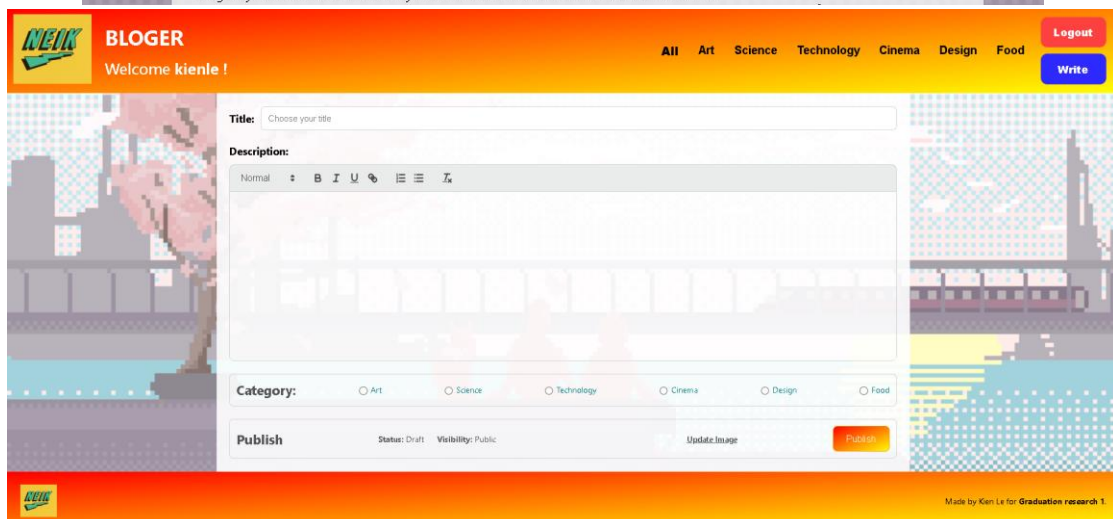 NEIK
BLOGER
Welcome kienle !
All Art Science Technology Cinema Design Food
Logout
Write
Title: Choose your title
Description:
Normal B I U
Category: Art Science Technology Cinema Design Food
Publish Status: Draft Visibility: Public Update Image Publish
NEIK
Made by Kien Le for Graduation research 1.